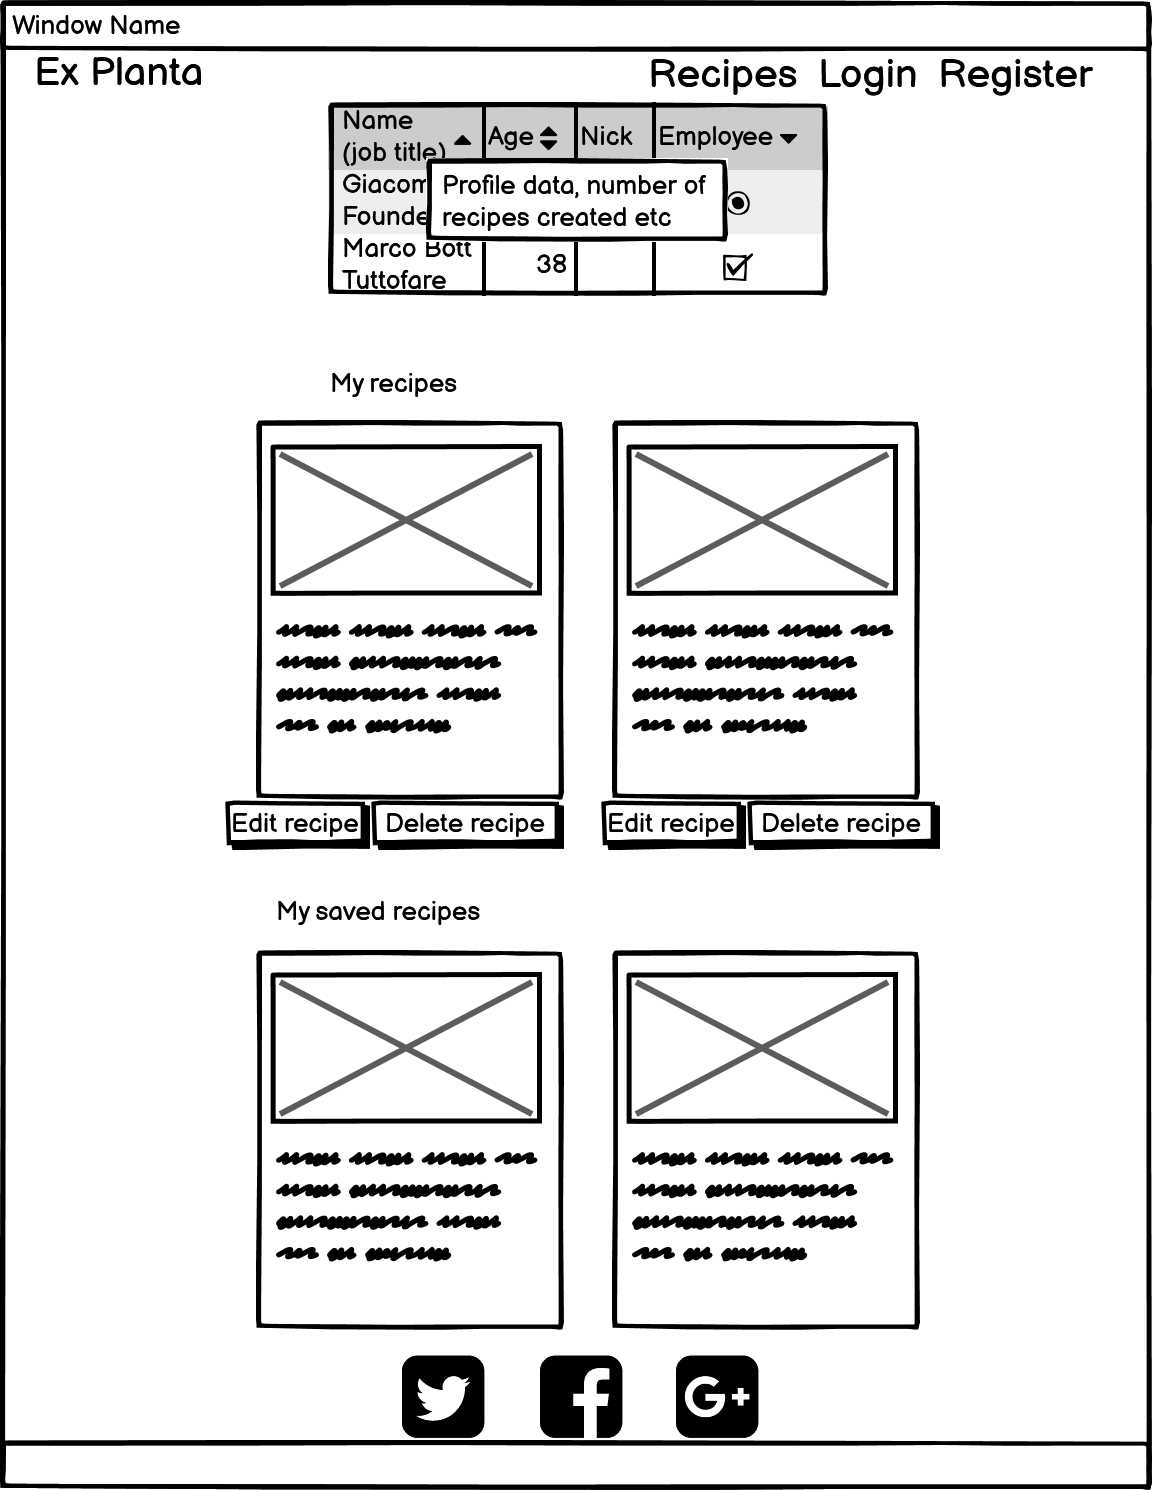 Window Name
Ex Planta
Recipes Login Register
Name
(job title)
Age
Nick
Employee
Giacom
Founde
Profile data, number of
recipes created etc
Marco Bott
Tuttofare
38
My recipes
Edit recipe
Delete recipe
Edit recipe
Delete recipe
My saved recipes
G+